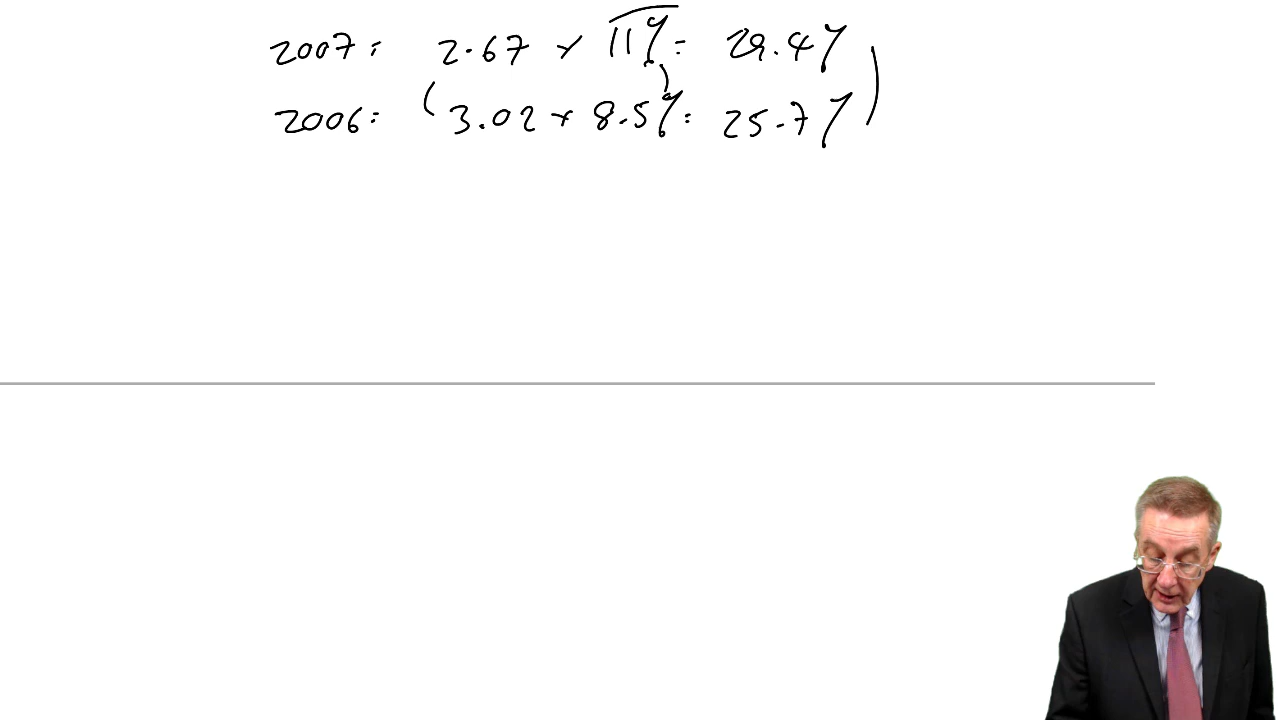 2007: 2.67 × 11% = 29.4%
2006: (3.02 × 8.5% = 25.7%)